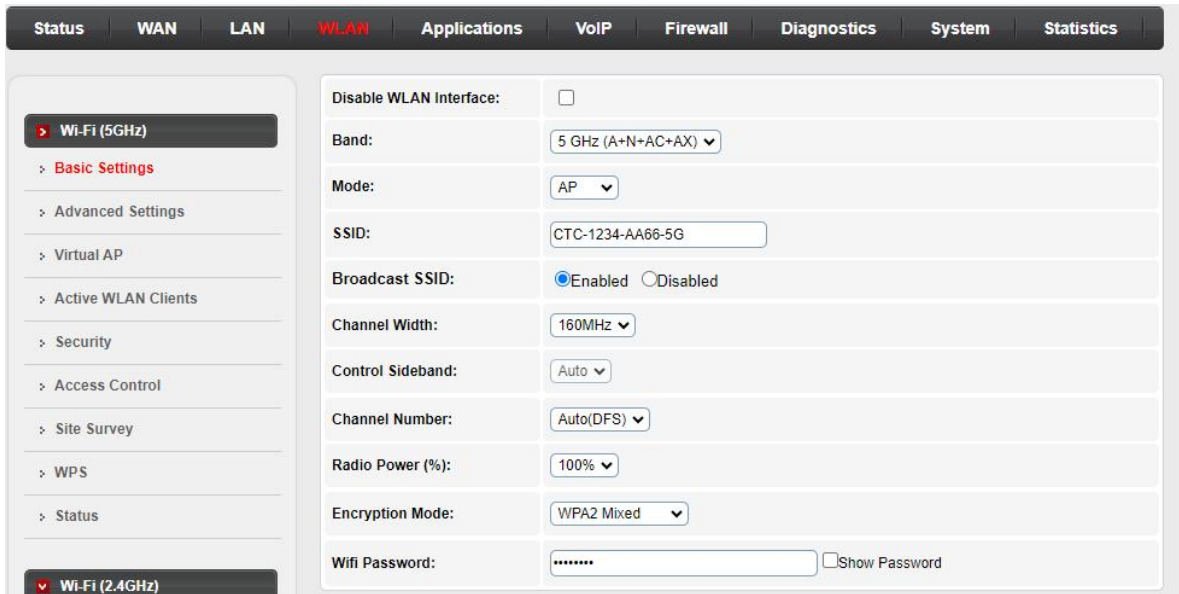 Status WAN LAN WLAN Applications VoIP Firewall Diagnostics System Statistics
Wi-Fi (5GHz)
Basic Settings
Advanced Settings
Virtual AP
Active WLAN Clients
Security
Access Control
Site Survey
WPS
Status
Wi-Fi (2.4GHz)
Disable WLAN Interface:
Band: 5 GHz (A+N+AC+AX)
Mode: AP
SSID: CTC-1234-AA66-5G
Broadcast SSID: Enabled Disabled
Channel Width: 160MHz
Control Sideband: Auto
Channel Number: Auto(DFS)
Radio Power (%): 100%
Encryption Mode: WPA2 Mixed
Wifi Password: •••••••• Show Password